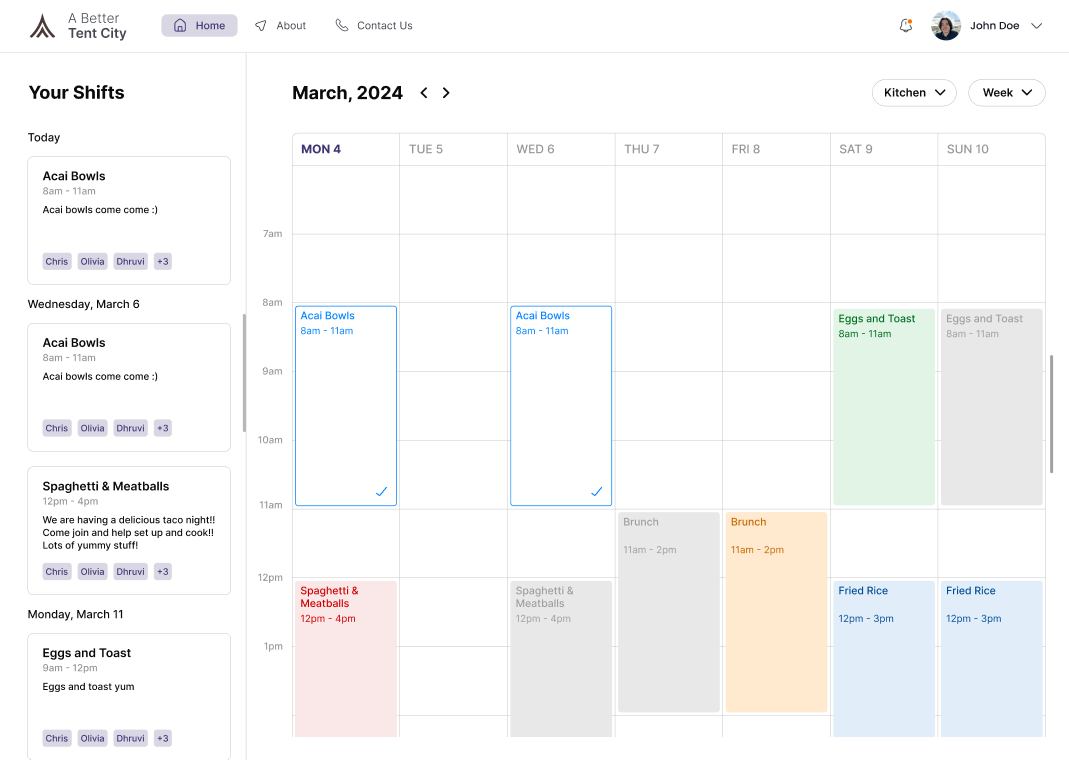 A Better
Tent City
Home
About
Contact Us
John Doe
Your Shifts
Today
Acai Bowls
8am - 11am
Acai bowls come come :)
Chris Olivia Dhruvi +3
Wednesday, March 6
Acai Bowls
8am - 11am
Acai bowls come come :)
Chris Olivia Dhruvi +3
Spaghetti & Meatballs
12pm - 4pm
We are having a delicious taco night!!
Come join and help set up and cook!!
Lots of yummy stuff!
Chris Olivia Dhruvi +3
Monday, March 11
Eggs and Toast
9am - 12pm
Eggs and toast yum
Chris Olivia Dhruvi +3
March, 2024
Kitchen
Week
MON 4 TUE 5 WED 6 THU 7 FRI 8 SAT 9 SUN 10
7am
8am
Acai Bowls
8am - 11am
Acai Bowls
8am - 11am
Eggs and Toast
8am - 11am
Eggs and Toast
8am - 11am
9am
10am
11am
Brunch
11am - 2pm
Brunch
11am - 2pm
12pm
Spaghetti &
Meatballs
12pm - 4pm
Spaghetti &
Meatballs
12pm - 4pm
Fried Rice
12pm - 3pm
Fried Rice
12pm - 3pm
1pm